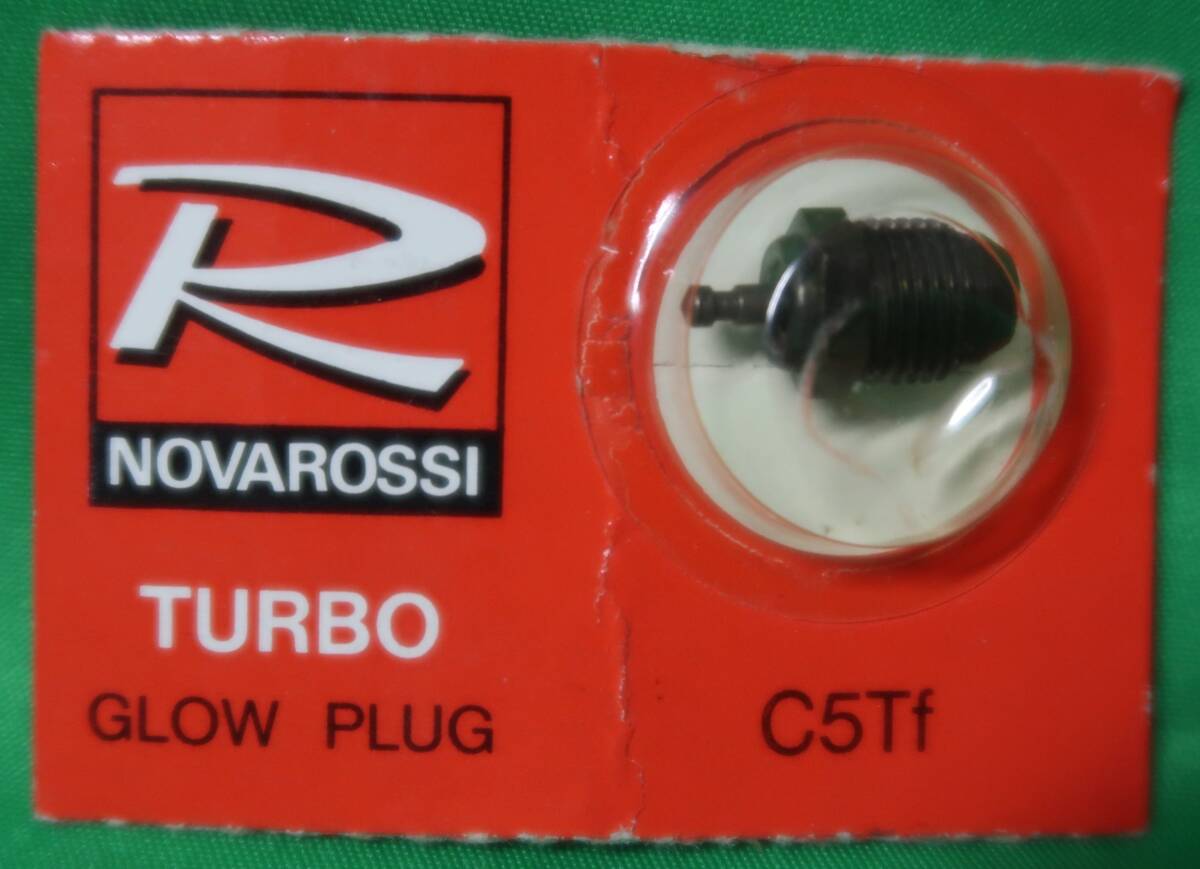 R
NOVAROSSI
TURBO
GLOW PLUG
C5Tf